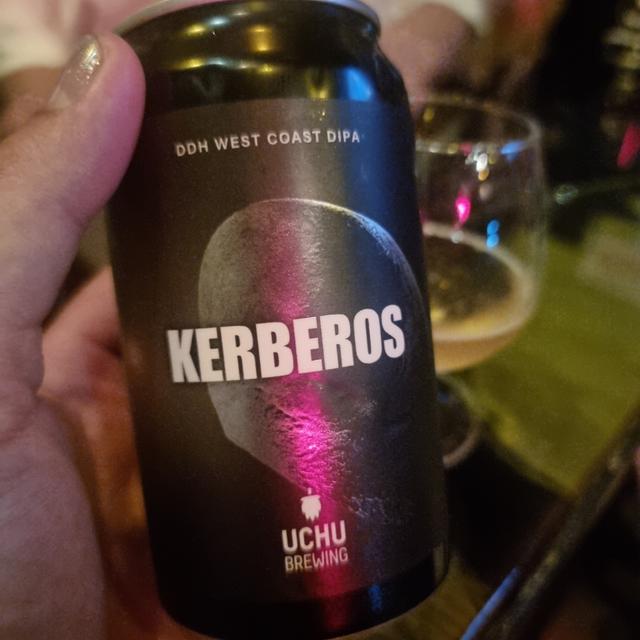 DDH WEST COAST DIPA
KERBEROS
UCHU
BREWING